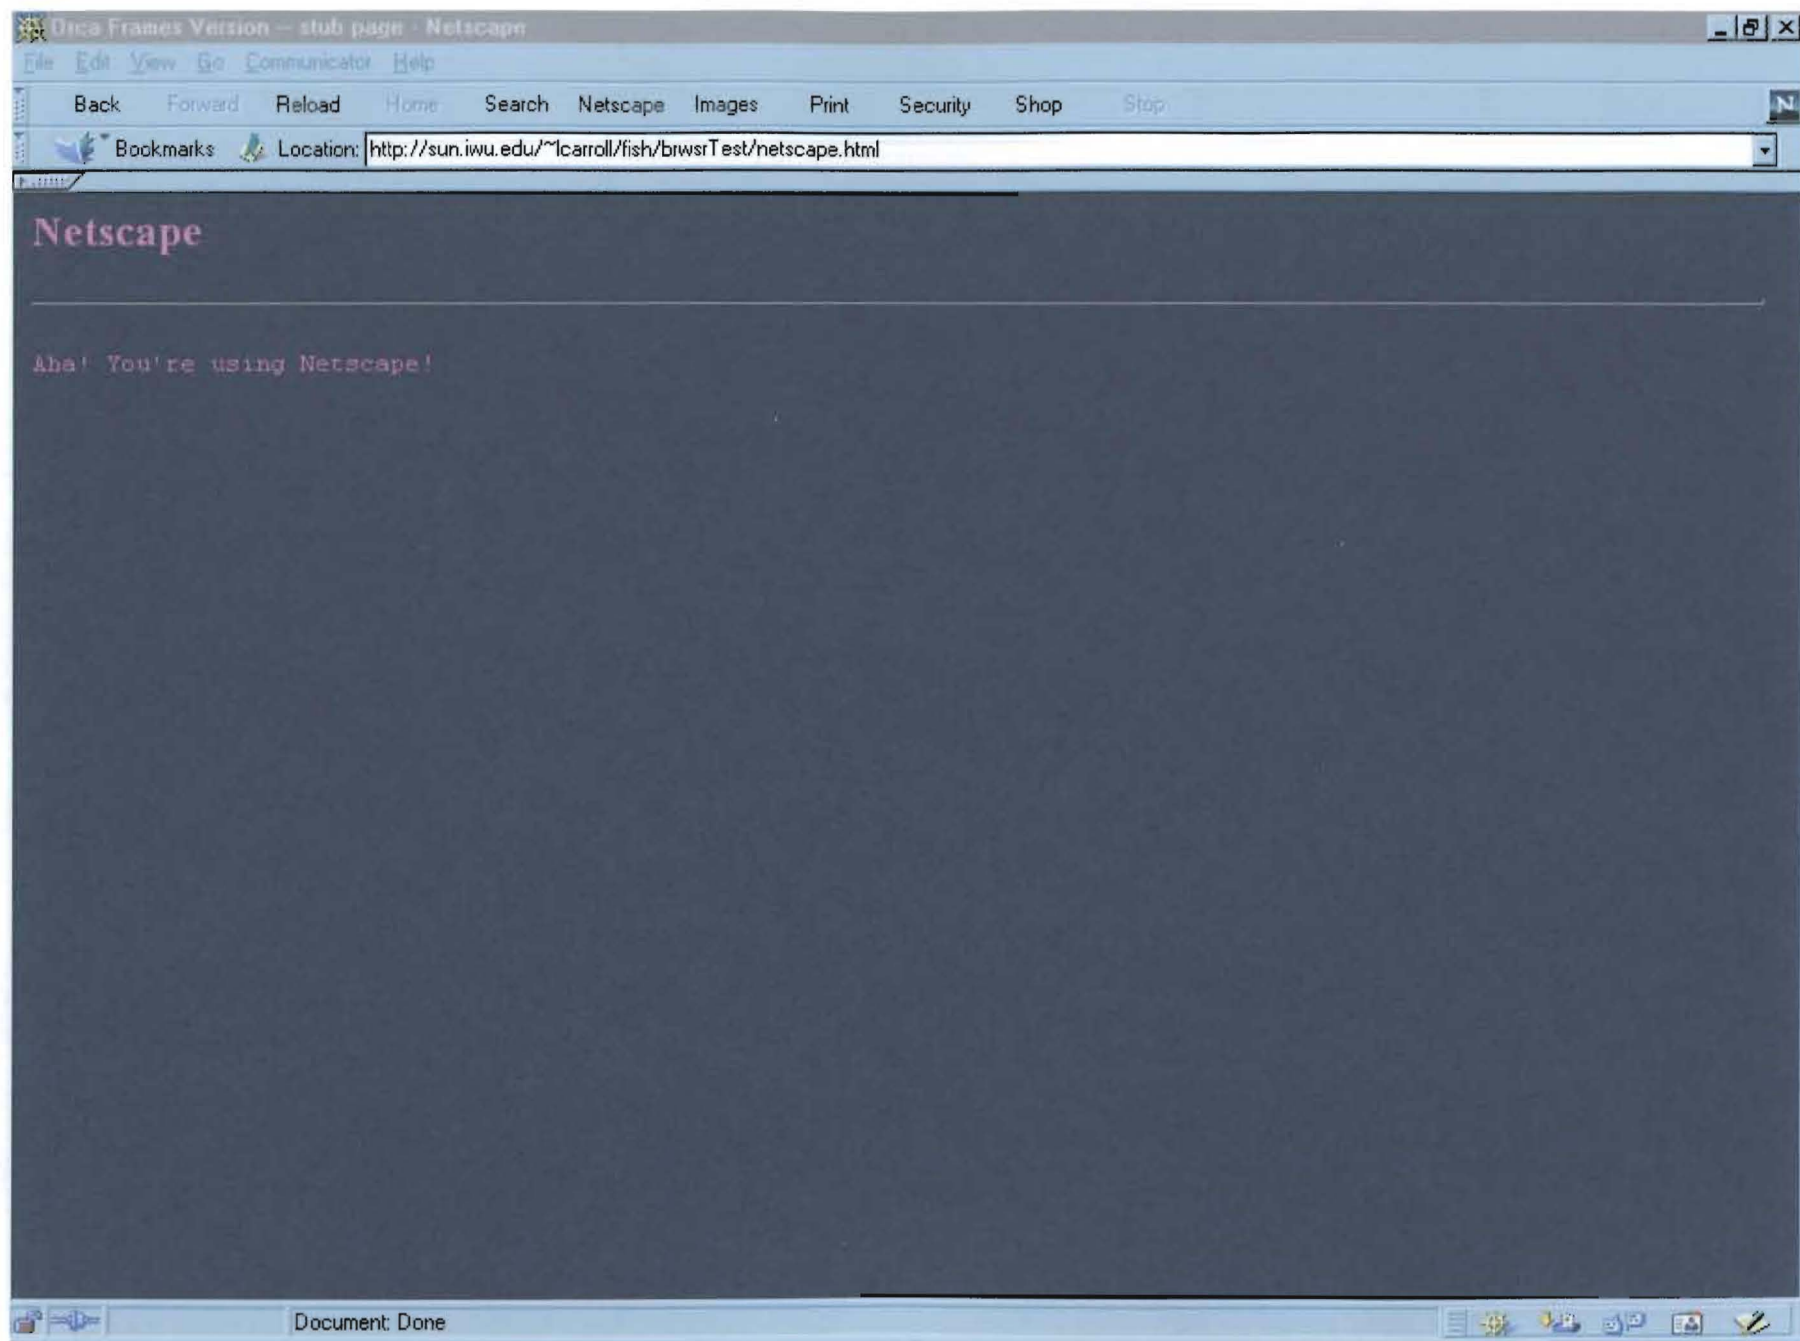 Orca Frames Version -- stub page - Netscape
File Edit View Go Communicator Help
Back Forward Reload Home Search Netscape Images Print Security Shop Stop
N
Bookmarks Location: http://sun.iwu.edu/~lcarroll/fish/brwsrTest/netscape.html
Netscape
Aha! You're using Netscape!
Document: Done